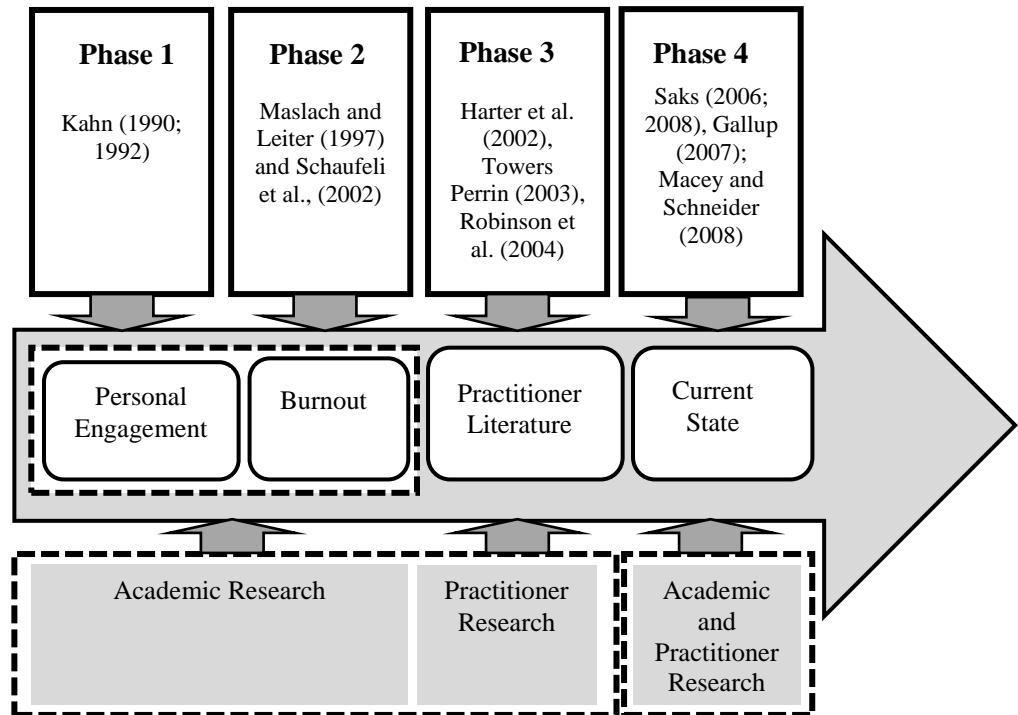 Phase 1
Kahn (1990;
1992)
Phase 2
Maslach and
Leiter (1997)
and Schaufeli
et al., (2002)
Phase 3
Harter et al.
(2002),
Towers
Perrin (2003),
Robinson et
al. (2004)
Phase 4
Saks (2006;
2008), Gallup
(2007);
Macey and
Schneider
(2008)
Personal
Engagement
Burnout
Practitioner
Literature
Current
State
Academic Research
Practitioner
Research
Academic
and
Practitioner
Research